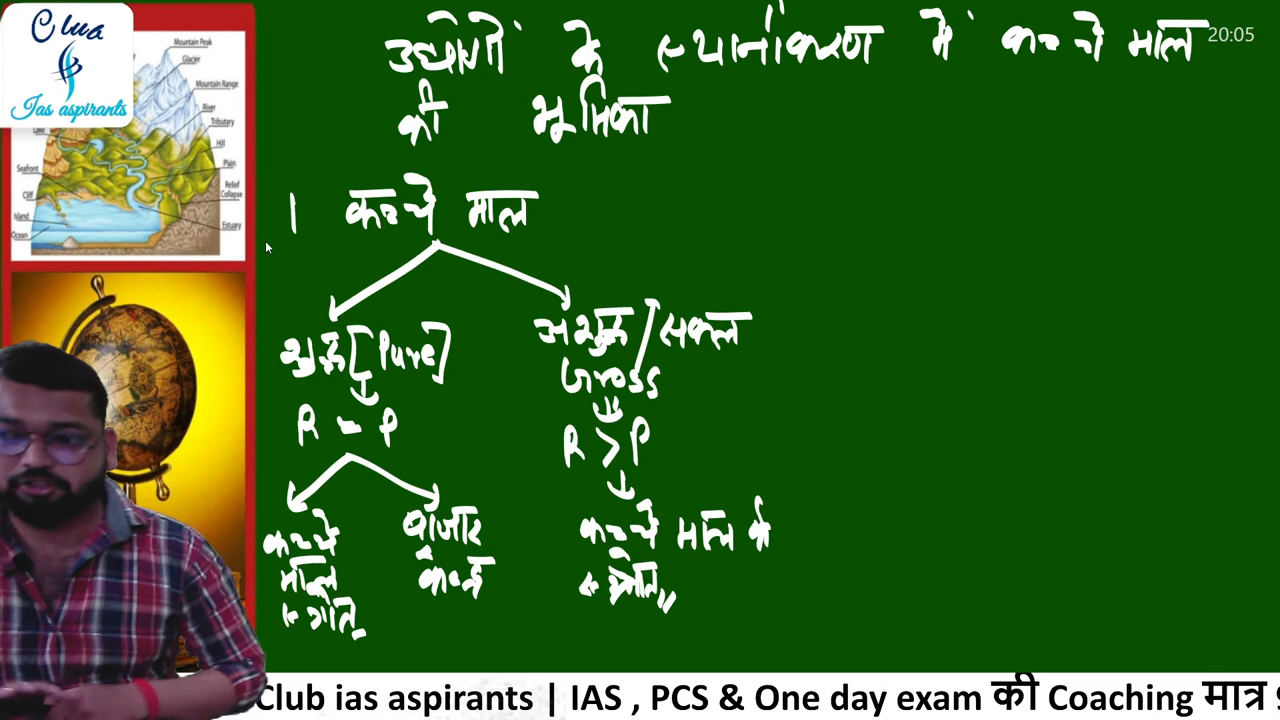 Clua
Ias aspirants
Mountain Peak
Glacier
Mountain Range
River
Tributary
Hill
Plain
Relief
Collapse
Estuary
Lake
Seafront
Cliff
Island
Ocean
20:05
उद्योगों के स्थानीकरण में कच्चे माल
की भूमिका
1 कच्चे माल
शुद्ध [Pure]
अशुद्ध / सकल
Gross
R = P
R > P
कच्चे
माल
स्त्रोत
बाजार
केन्द्र
कच्चे माल के
स्त्रोत
Club ias aspirants | IAS , PCS & One day exam की Coaching मात्र